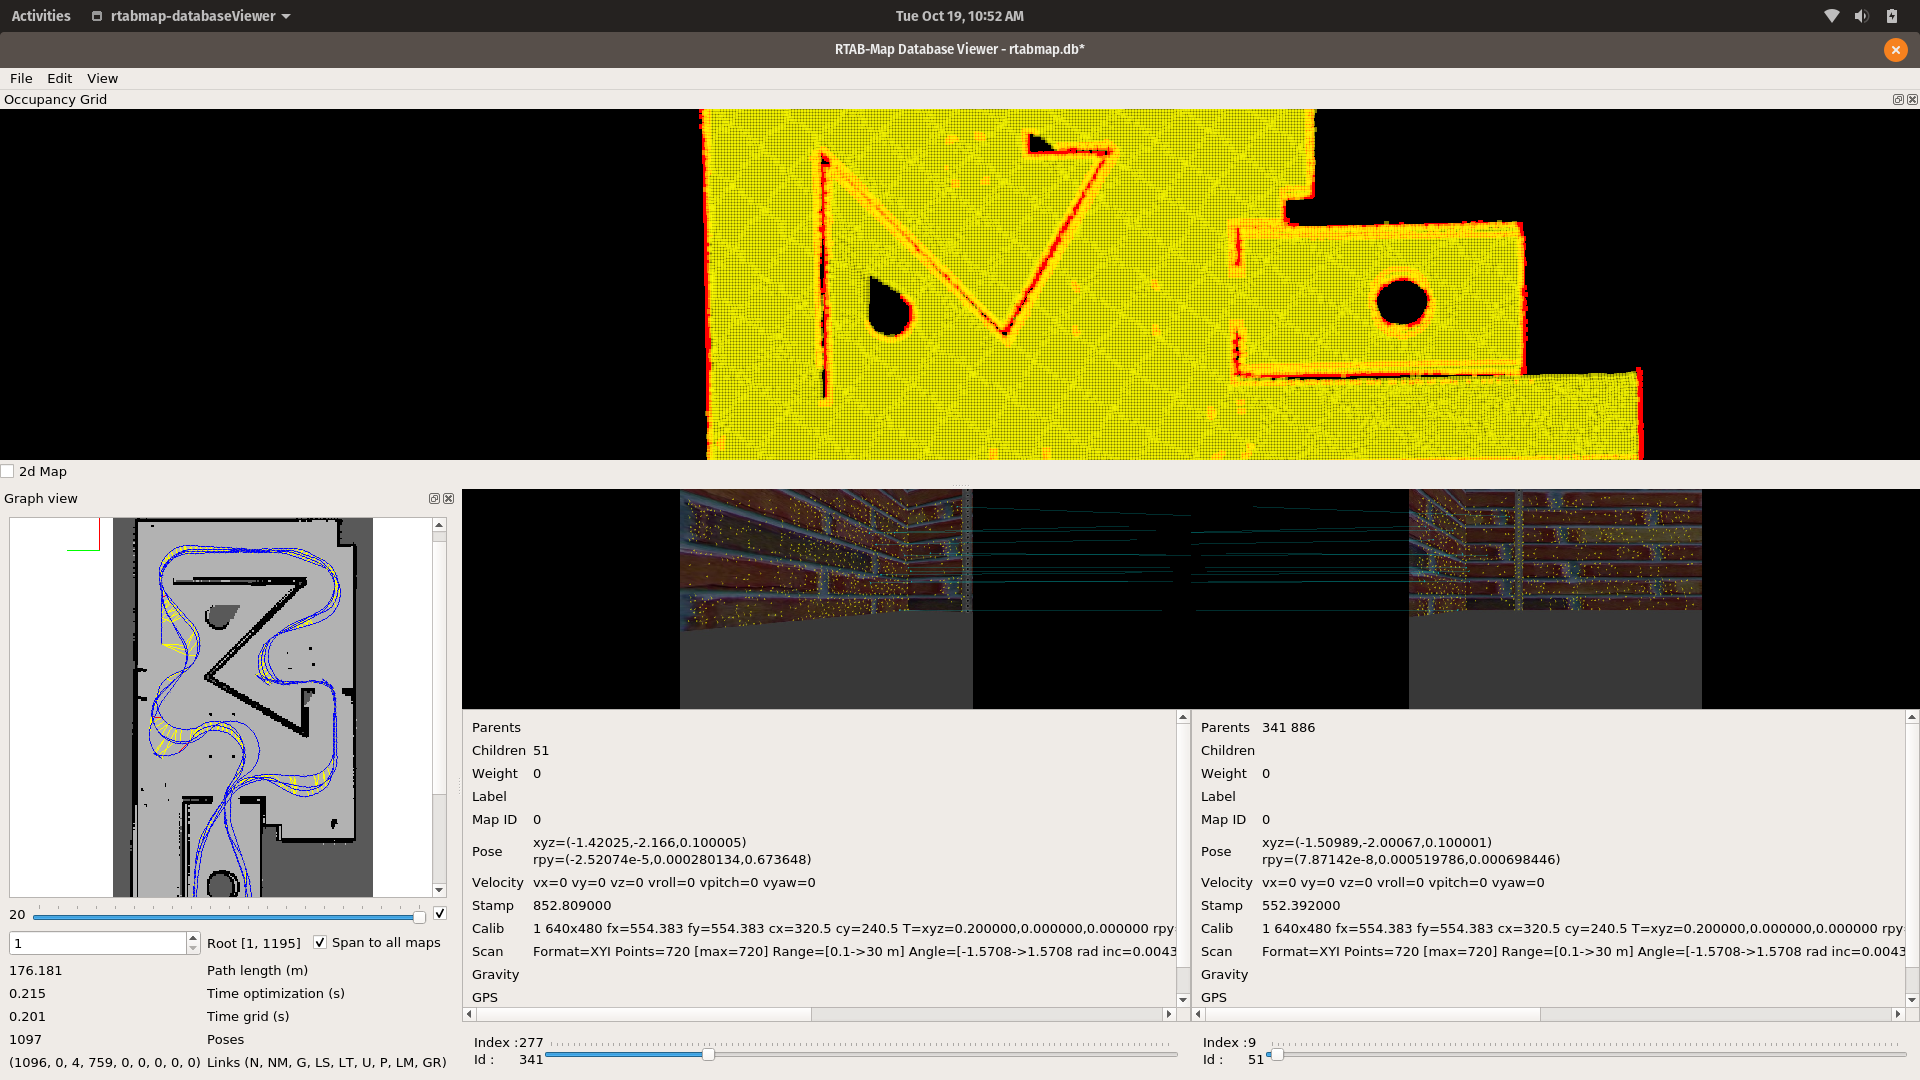 Activities rtabmap-databaseViewer Tue Oct 19, 10:52 AM
RTAB-Map Database Viewer - rtabmap.db*
File Edit View
Occupancy Grid
2d Map
Graph view
20
1 Root [1, 1195] Span to all maps
176.181 Path length (m)
0.215 Time optimization (s)
0.201 Time grid (s)
1097 Poses
(1096, 0, 4, 759, 0, 0, 0, 0, 0) Links (N, NM, G, LS, LT, U, P, LM, GR)
Parents
Children 51
Weight 0
Label
Map ID 0
Pose xyz=(-1.42025,-2.166,0.100005)
rpy=(-2.52074e-5,0.000280134,0.673648)
Velocity vx=0 vy=0 vz=0 vroll=0 vpitch=0 vyaw=0
Stamp 852.809000
Calib 1 640x480 fx=554.383 fy=554.383 cx=320.5 cy=240.5 T=xyz=0.200000,0.000000,0.000000 rpy
Scan Format=XYI Points=720 [max=720] Range=[0.1->30 m] Angle=[-1.5708->1.5708 rad inc=0.0043
Gravity
GPS
Index :277
Id : 341
Parents 341 886
Children
Weight 0
Label
Map ID 0
Pose xyz=(-1.50989,-2.00067,0.100001)
rpy=(7.87142e-8,0.000519786,0.000698446)
Velocity vx=0 vy=0 vz=0 vroll=0 vpitch=0 vyaw=0
Stamp 552.392000
Calib 1 640x480 fx=554.383 fy=554.383 cx=320.5 cy=240.5 T=xyz=0.200000,0.000000,0.000000 rpy
Scan Format=XYI Points=720 [max=720] Range=[0.1->30 m] Angle=[-1.5708->1.5708 rad inc=0.0043
Gravity
GPS
Index :9
Id : 51